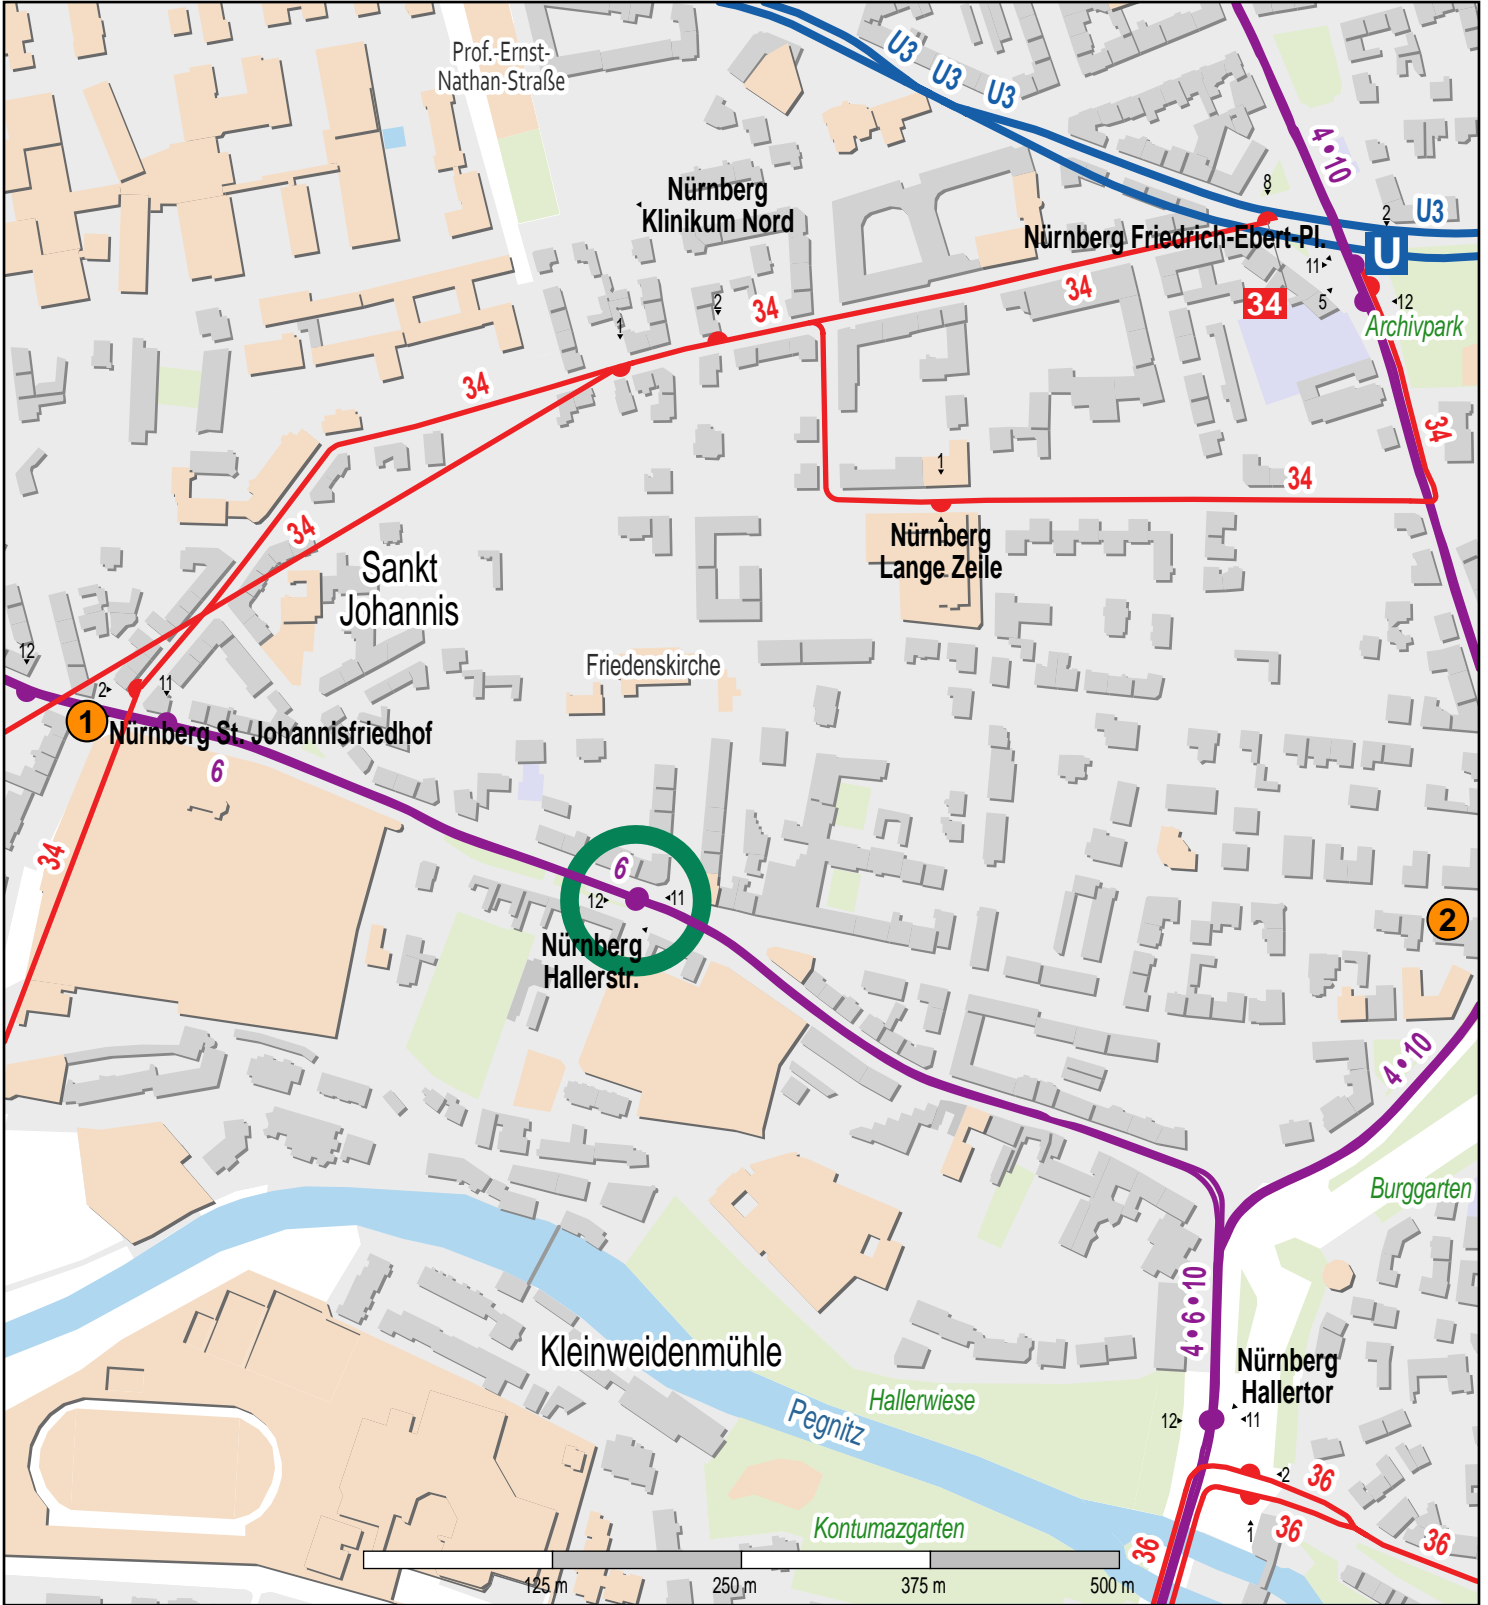 Prof.-Ernst-
Nathan-Straße
U3
U3
U3
4•10
8
2
U3
Nürnberg
Klinikum Nord
Nürnberg Friedrich-Ebert-Pl.
U
11
5
12
34
34
34
Archivpark
2
1
34
34
34
1
34
Nürnberg
Lange Zeile
34
Sankt
Johannis
Friedenskirche
12
2
11
1
Nürnberg St. Johannisfriedhof
6
34
6
12
11
Nürnberg
Hallerstr.
2
4•10
Burggarten
4•6•10
Kleinweidenmühle
Nürnberg
Hallertor
Hallerwiese
Pegnitz
12
11
2
36
Kontumazgarten
1
36
36
36
125 m
250 m
375 m
500 m